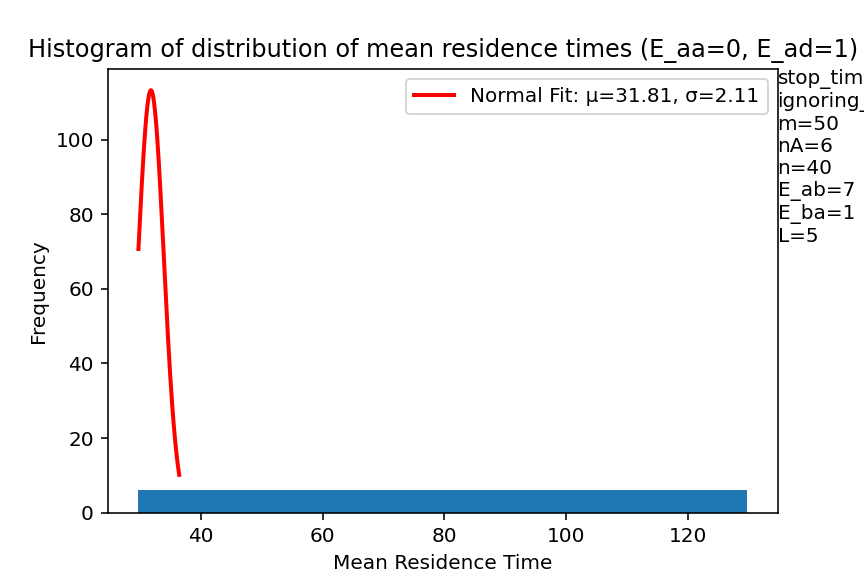 Histogram of distribution of mean residence times (E_aa=0, E_ad=1)
Normal Fit: μ=31.81, σ=2.11
stop_tim
ignoring_
m=50
nA=6
n=40
E_ab=7
E_ba=1
L=5
Frequency
100
80
60
40
20
0
40
60
80
100
120
Mean Residence Time